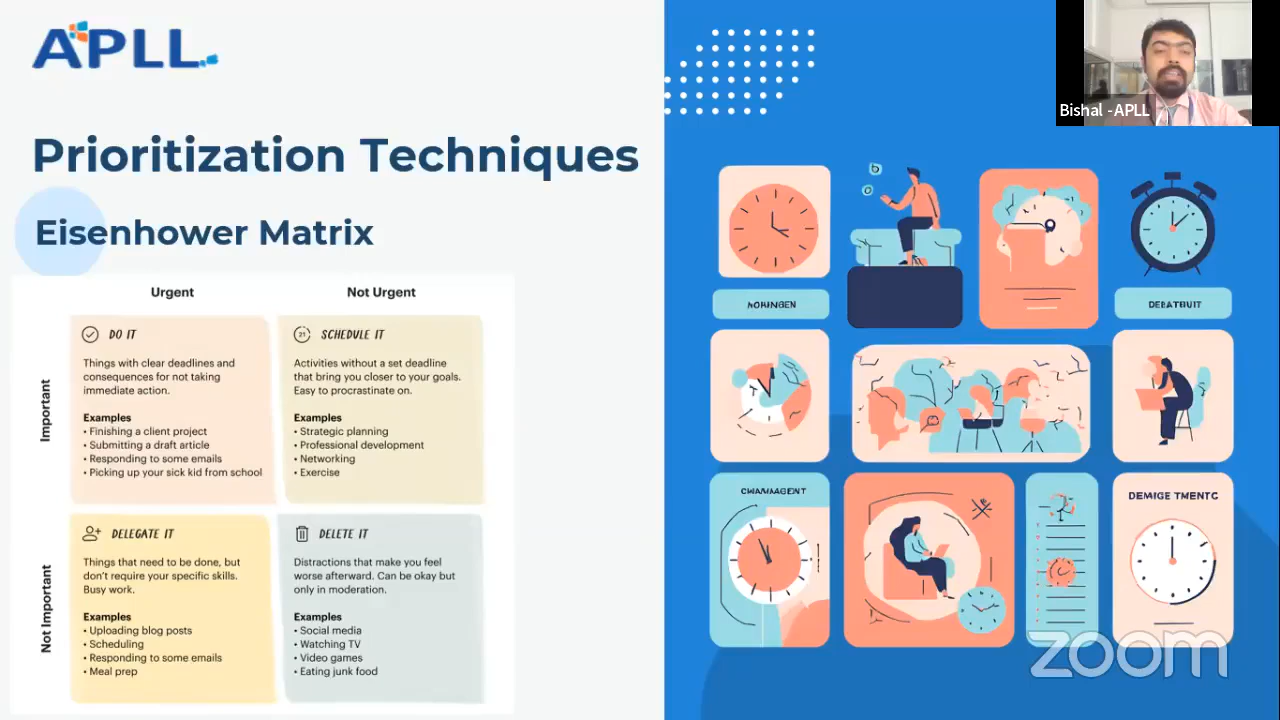 APLL
Bishal -APLL
Prioritization Techniques
Eisenhower Matrix
Urgent
Not Urgent
Important
DO IT
Things with clear deadlines and
consequences for not taking
immediate action.
Examples
• Finishing a client project
• Submitting a draft article
• Responding to some emails
• Picking up your sick kid from school
SCHEDULE IT
Activities without a set deadline
that bring you closer to your goals.
Easy to procrastinate on.
Examples
• Strategic planning
• Professional development
• Networking
• Exercise
Not Important
DELEGATE IT
Things that need to be done, but
don't require your specific skills.
Busy work.
Examples
• Uploading blog posts
• Scheduling
• Responding to some emails
• Meal prep
DELETE IT
Distractions that make you feel
worse afterward. Can be okay but
only in moderation.
Examples
• Social media
• Watching TV
• Video games
• Eating junk food
DEMIGE TMENTC
zoom